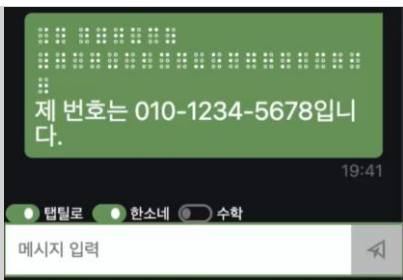 제 번호는 010-1234-5678입니
다.
19:41
탭틸로 한소네 수학
메시지 입력